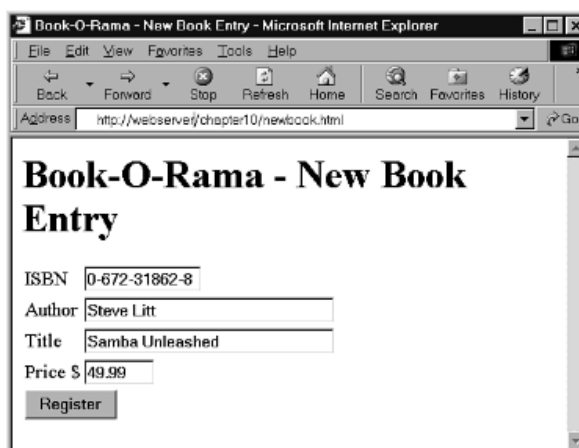 Book-O-Rama - New Book Entry - Microsoft Internet Explorer
File Edit View Favorites Tools Help
Back Forward Stop Refresh Home Search Favorites History
Address http://webserver/chapter10/newbook.html Go
Book-O-Rama - New Book
Entry
ISBN 0-672-31862-8
Author Steve Litt
Title Samba Unleashed
Price $ 49.99
Register